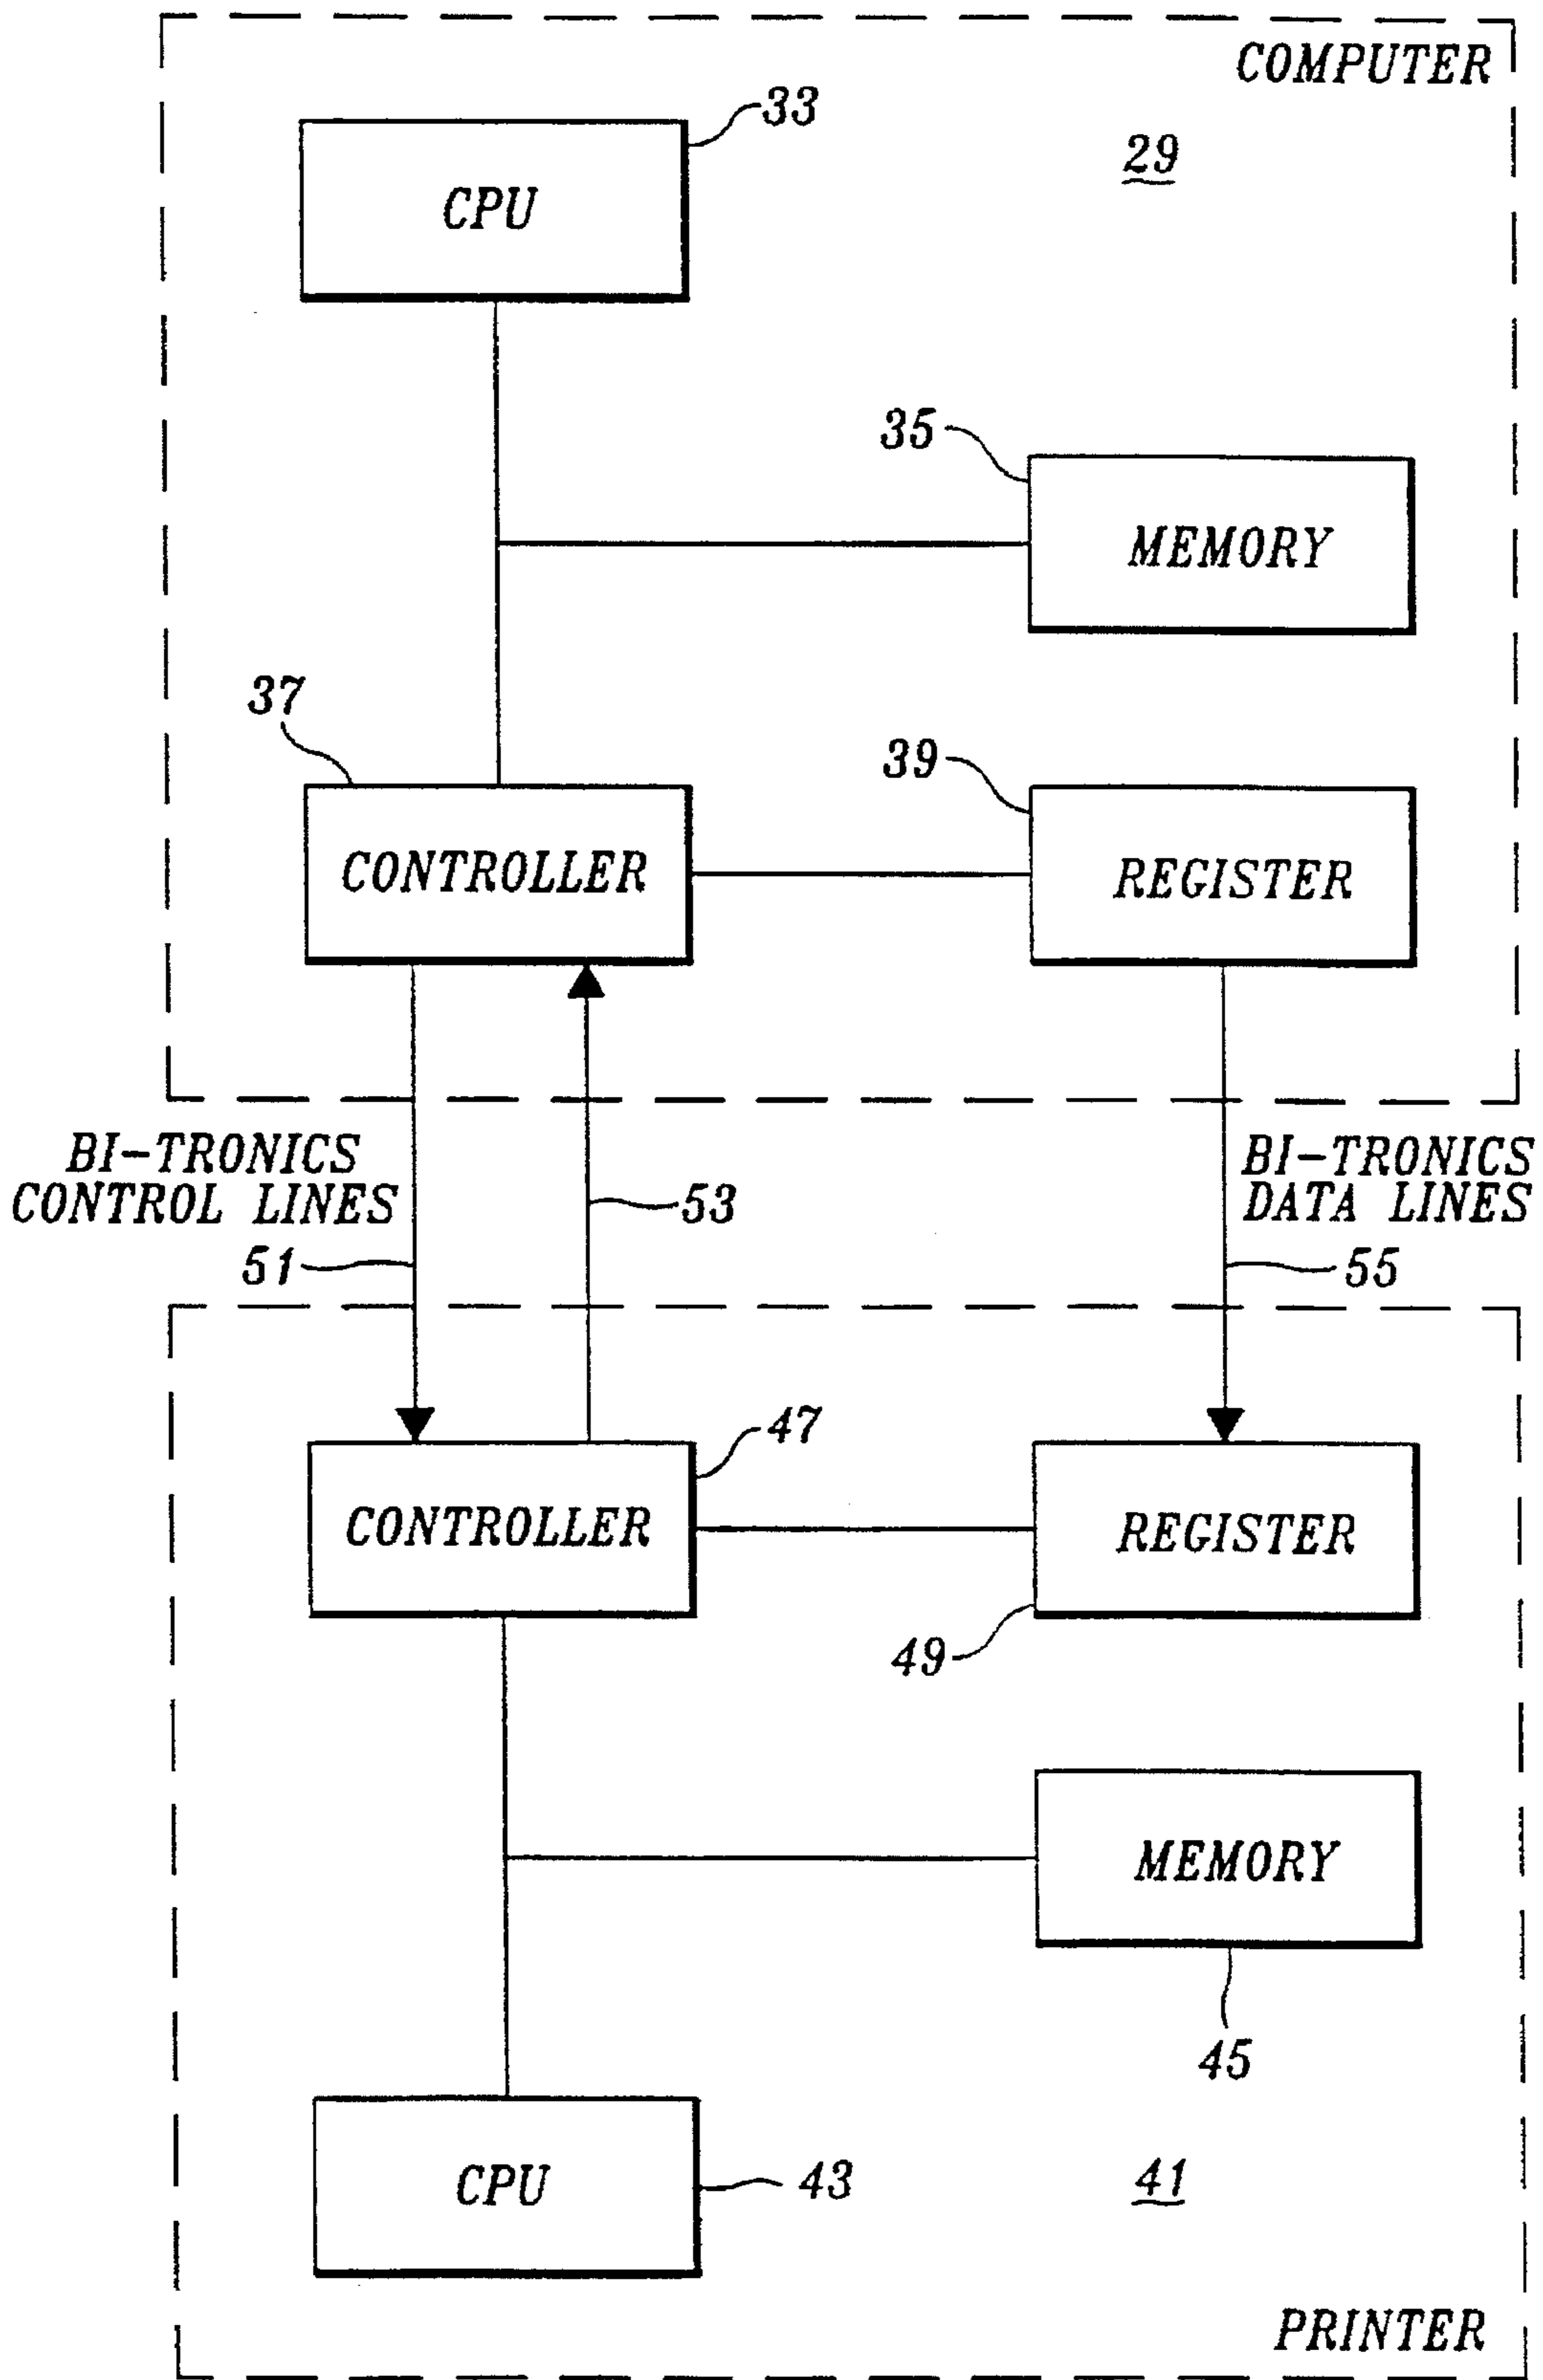 COMPUTER
33
29
CPU
35
MEMORY
37
39
CONTROLLER
REGISTER
BI-TRONICS
CONTROL LINES
53
BI-TRONICS
DATA LINES
51
55
47
CONTROLLER
REGISTER
49
MEMORY
45
CPU
43
41
PRINTER